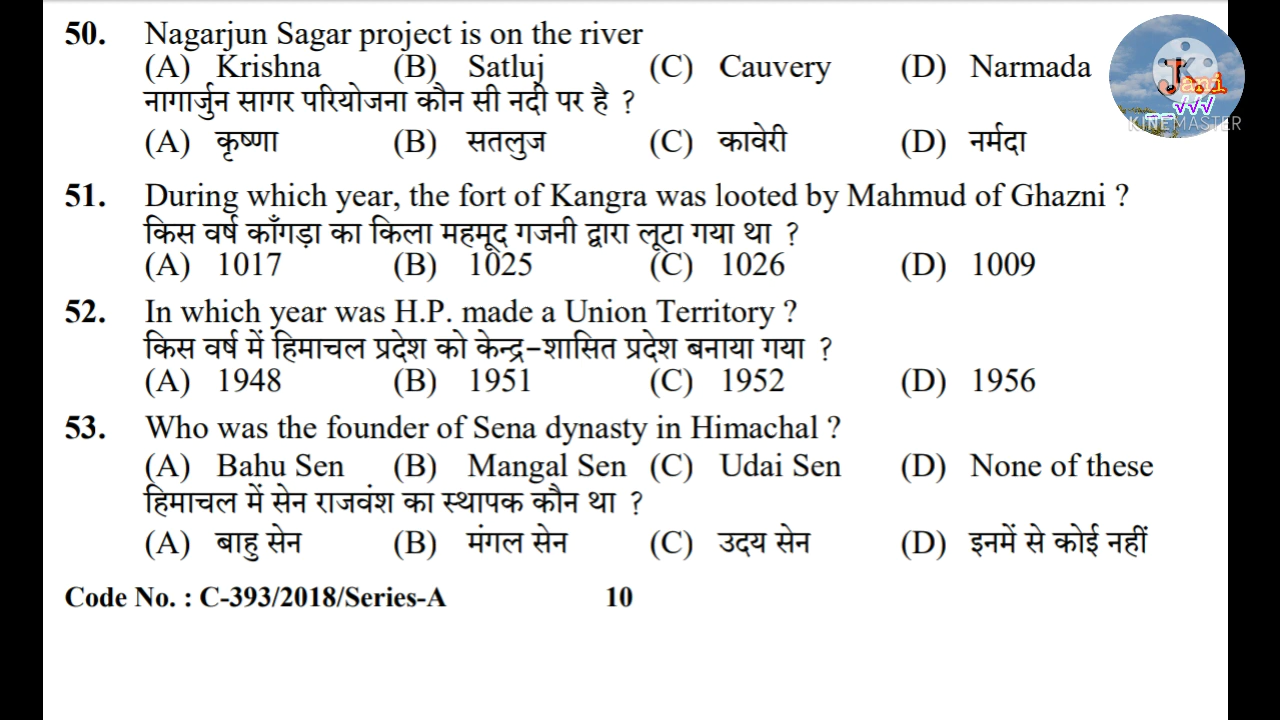 50. Nagarjun Sagar project is on the river
(A) Krishna (B) Satluj (C) Cauvery (D) Narmada
नागार्जुन सागर परियोजना कौन सी नदी पर है ?
(A) कृष्णा (B) सतलुज (C) कावेरी (D) नर्मदा
51. During which year, the fort of Kangra was looted by Mahmud of Ghazni ?
किस वर्ष काँगड़ा का किला महमूद गजनी द्वारा लूटा गया था ?
(A) 1017 (B) 1025 (C) 1026 (D) 1009
52. In which year was H.P. made a Union Territory ?
किस वर्ष में हिमाचल प्रदेश को केन्द्र-शासित प्रदेश बनाया गया ?
(A) 1948 (B) 1951 (C) 1952 (D) 1956
53. Who was the founder of Sena dynasty in Himachal ?
(A) Bahu Sen (B) Mangal Sen (C) Udai Sen (D) None of these
हिमाचल में सेन राजवंश का स्थापक कौन था ?
(A) बाहु सेन (B) मंगल सेन (C) उदय सेन (D) इनमें से कोई नहीं
Code No. : C-393/2018/Series-A 10
Jani
KINEMASTER